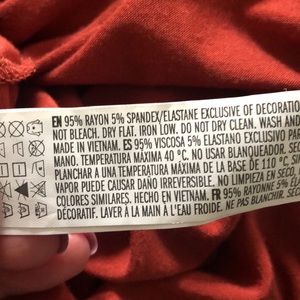 EN 95% RAYON 5% SPANDEX/ELASTANE EXCLUSIVE OF DECORATION
NOT BLEACH. DRY FLAT. IRON LOW. DO NOT DRY CLEAN. WASH AND
MADE IN VIETNAM. ES 95% VISCOSA 5% ELASTANO EXCLUSIVO PAR
MANO. TEMPERATURA MÁXIMA 40 °C. NO USAR BLANQUEADOR. SEC
PLANCHAR A UNA TEMPERATURA MÁXIMA DE LA BASE DE 110 °C. S
VAPOR PUEDE CAUSAR DAÑO IRREVERSIBLE. NO LIMPIEZA EN SECO.
COLORES SIMILARES. HECHO EN VIETNAM. FR 95% RAYONNE 5% EL
DÉCORATIF. LAVER À LA MAIN À L'EAU FROIDE. NE PAS BLANCHIR.